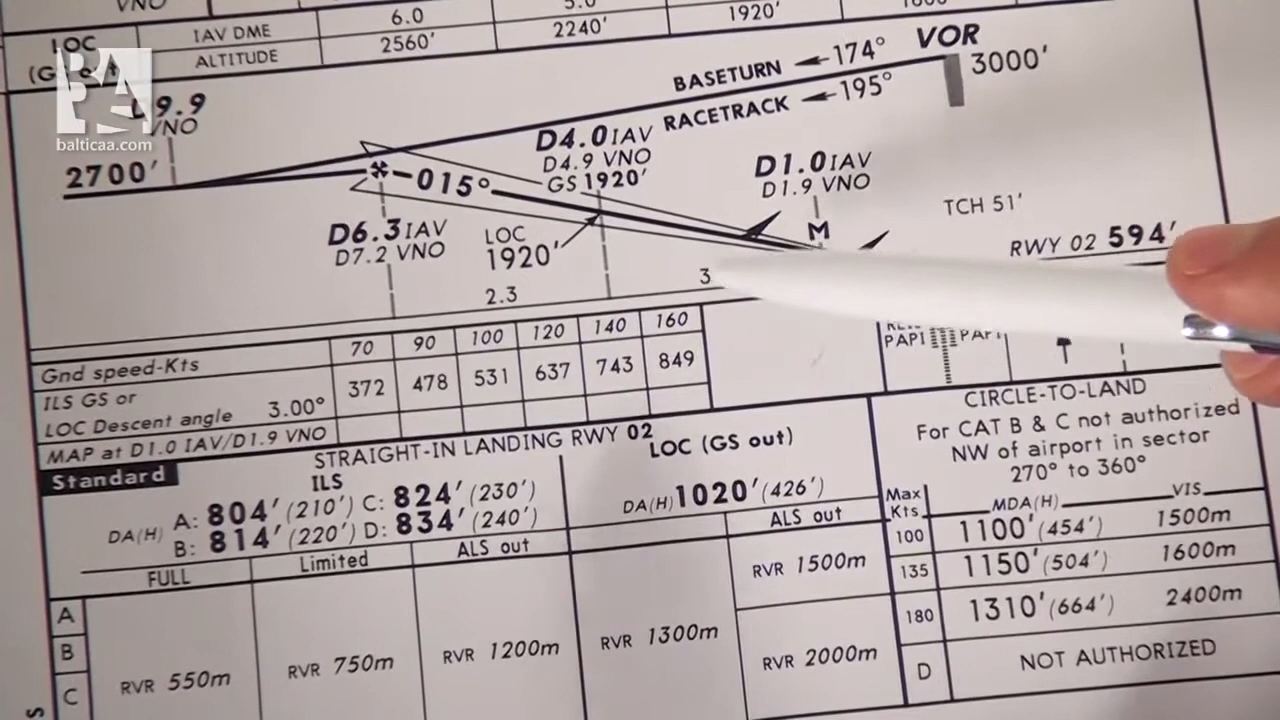 VNO
6.0
1920'
LOC
(GS out)
IAV DME
ALTITUDE
2560'
2240'
BAA
balticaa.com
D9.9
VNO
2700'
BASETURN 174°
RACETRACK 195°
VOR
3000'
D4.0 IAV
D4.9 VNO
GS 1920'
D1.0 IAV
D1.9 VNO
015°
D6.3 IAV
D7.2 VNO
LOC
1920'
M
TCH 51'
RWY 02 594'
2.3
3
PAPI PAPI
Gnd speed-Kts 70 90 100 120 140 160
ILS GS or
LOC Descent angle 3.00° 372 478 531 637 743 849
MAP at D1.0 IAV/D1.9 VNO
Standard
STRAIGHT-IN LANDING RWY 02
ILS
DA(H) A: 804'(210') C: 824'(230')
B: 814'(220') D: 834'(240')
LOC (GS out)
DA(H) 1020'(426')
FULL Limited ALS out ALS out
A
B
C
RVR 550m
RVR 750m
RVR 1200m
RVR 1300m
RVR 1500m
RVR 2000m
CIRCLE-TO-LAND
For CAT B & C not authorized
NW of airport in sector
270° to 360°
Max
Kts MDA(H) VIS
100 1100'(454') 1500m
135 1150'(504') 1600m
180 1310'(664') 2400m
D NOT AUTHORIZED